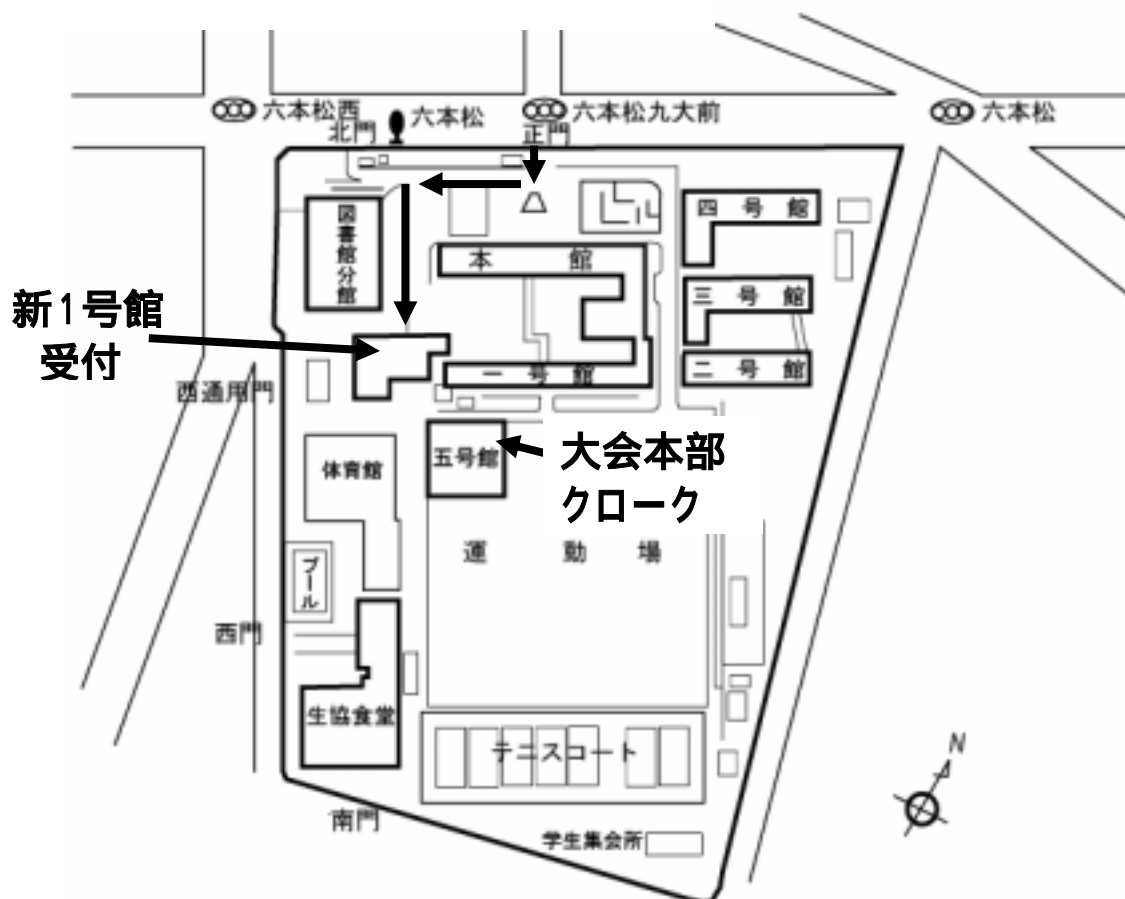 六本松西
六本松
六本松九大前
六本松
北門
正門
図書館分館
本館
四号館
三号館
二号館
新1号館
受付
一号館
西通用門
五号館
大会本部
クローク
体育館
運動場
プール
西門
生協食堂
テニスコート
南門
学生集会所
N